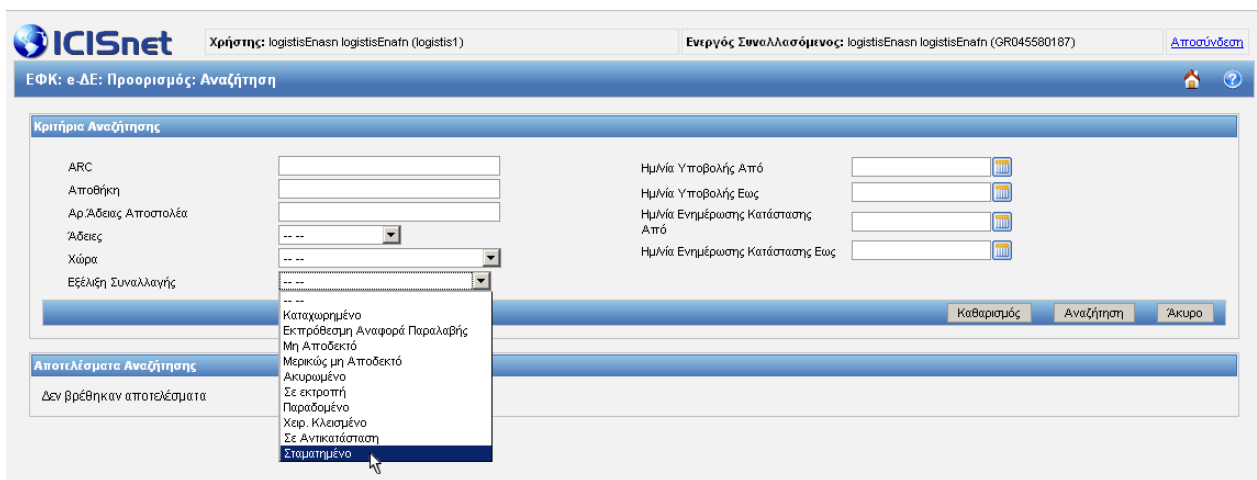 ICISnet
Χρήστης: logistisEnasn logistisEnafn (logistis1)
Ενεργός Συναλλασόμενος: logistisEnasn logistisEnafn (GR045580187)
Αποσύνδεση
ΕΦΚ: e-ΔΕ: Προορισμός: Αναζήτηση
Κριτήρια Αναζήτησης
ARC
Αποθήκη
Αρ.Άδειας Αποστολέα
Άδειες
-- --
Χώρα
-- --
Εξέλιξη Συναλλαγής
-- --
Ημ/νία Υποβολής Από
Ημ/νία Υποβολής Εως
Ημ/νία Ενημέρωσης Κατάστασης
Από
Ημ/νία Ενημέρωσης Κατάστασης Εως
-- --
Καταχωρημένο
Εκπρόθεσμη Αναφορά Παραλαβής
Μη Αποδεκτό
Μερικώς μη Αποδεκτό
Ακυρωμένο
Σε εκτροπή
Παραδομένο
Χειρ. Κλεισμένο
Σε Αντικατάσταση
Σταματημένο
Καθαρισμός
Αναζήτηση
Άκυρο
Αποτελέσματα Αναζήτησης
Δεν βρέθηκαν αποτελέσματα